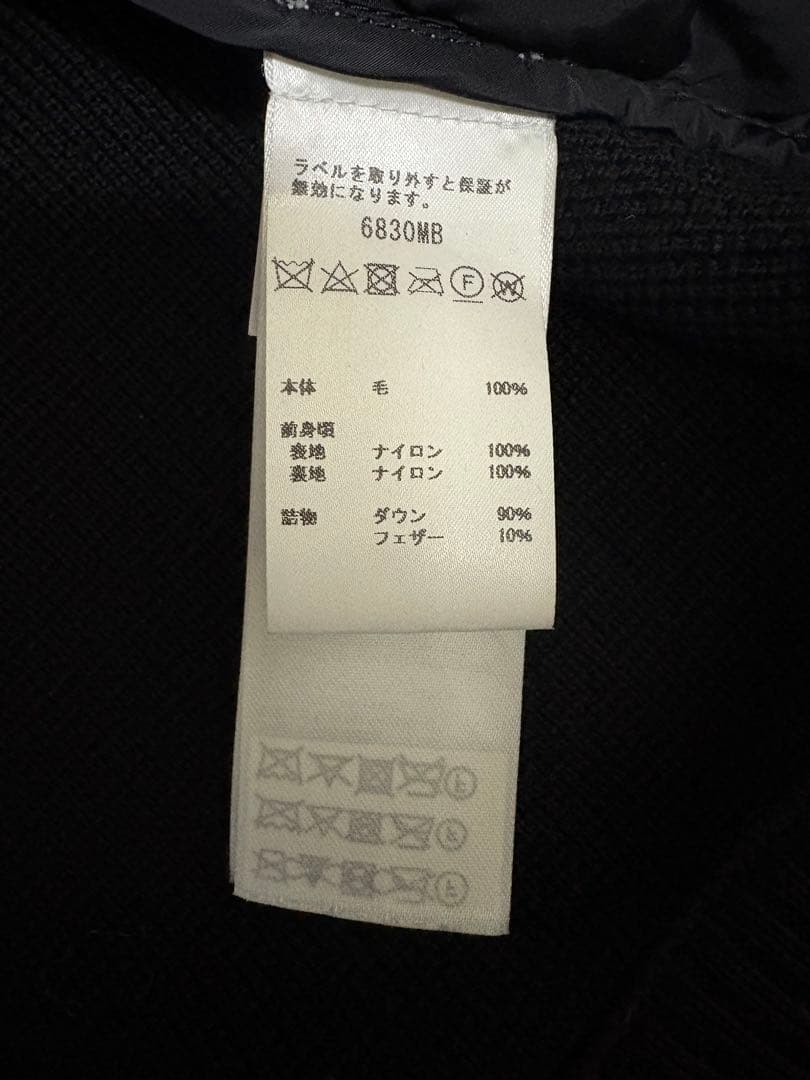 ラベルを取り外すと保証が
無効になります。
6830MB
F W
本体 毛 100%
前身頃
表地 ナイロン 100%
裏地 ナイロン 100%
詰物 ダウン 90%
フェザー 10%